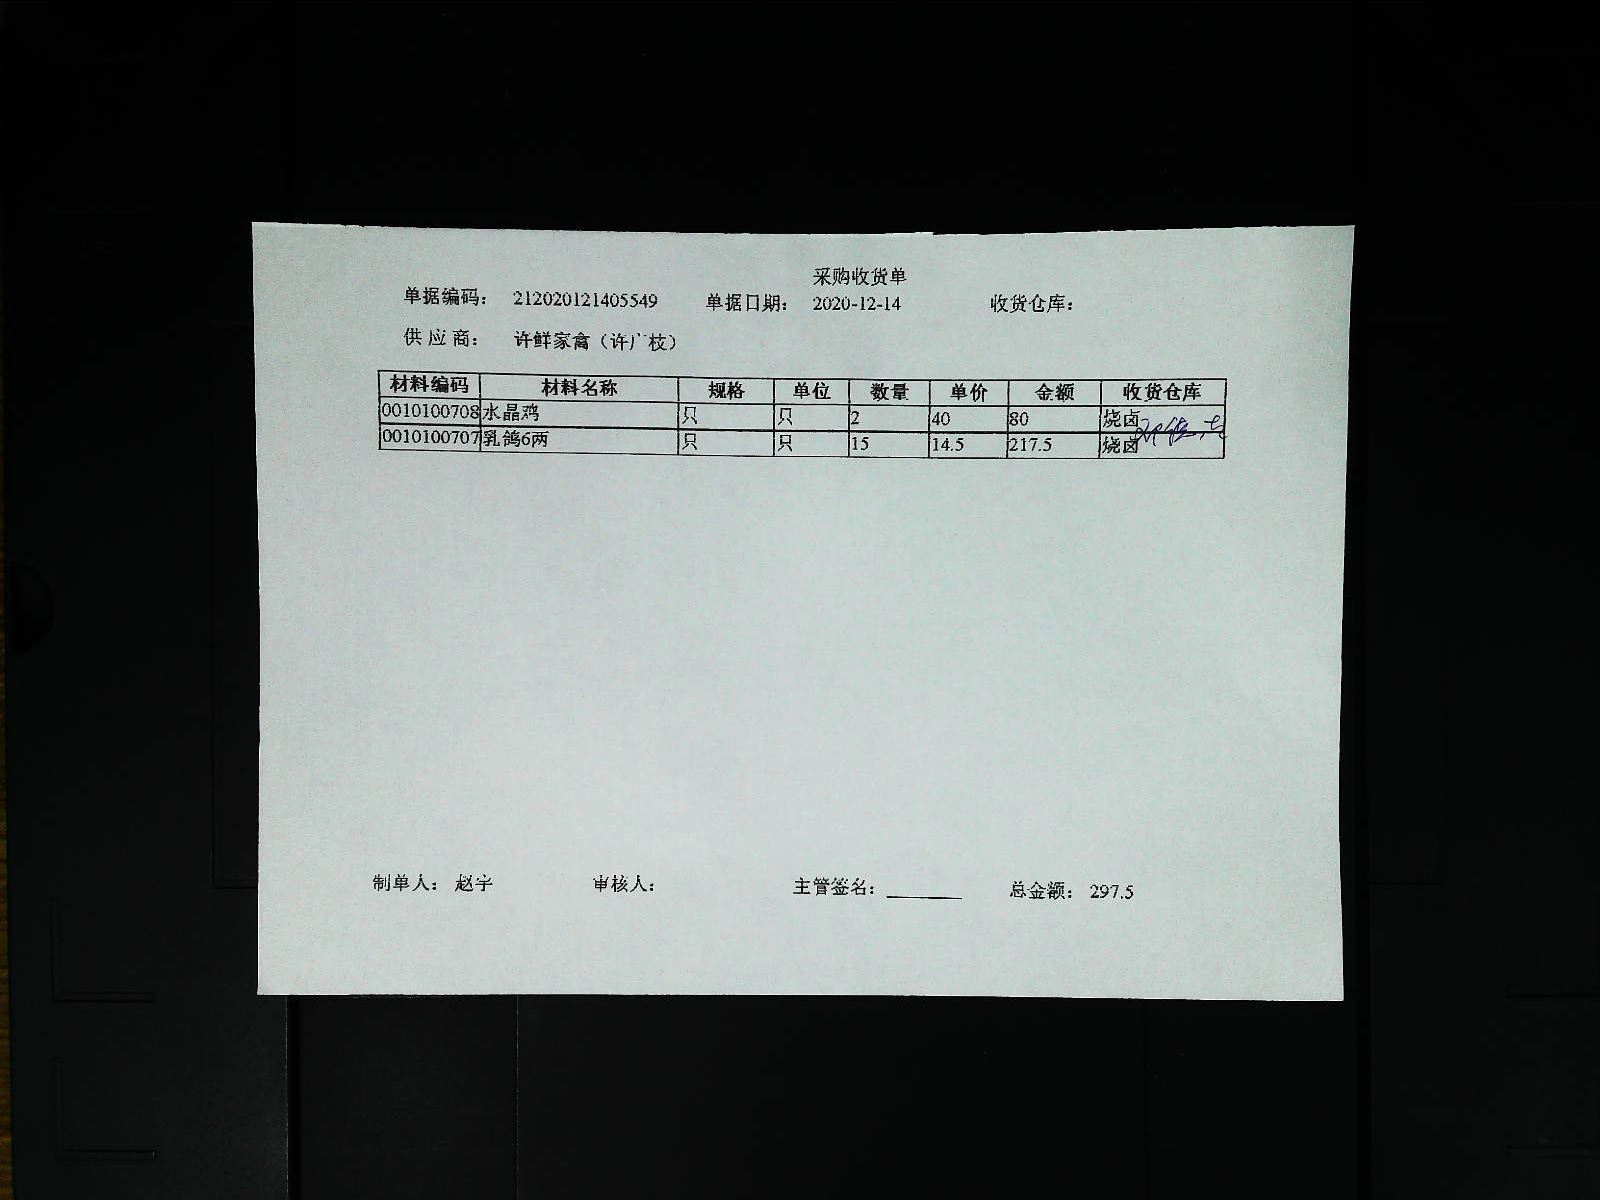 采购收货单
单据编码： 212020121405549 单据日期： 2020-12-14 收货仓库：
供应商： 许鲜家禽（许广枝）
材料编码 材料名称 规格 单位 数量 单价 金额 收货仓库
0010100708 水晶鸡 只 只 2 40 80 烧卤
0010100707 乳鸽6两 只 只 15 14.5 217.5 烧卤
制单人： 赵宇 审核人： 主管签名： 总金额： 297.5